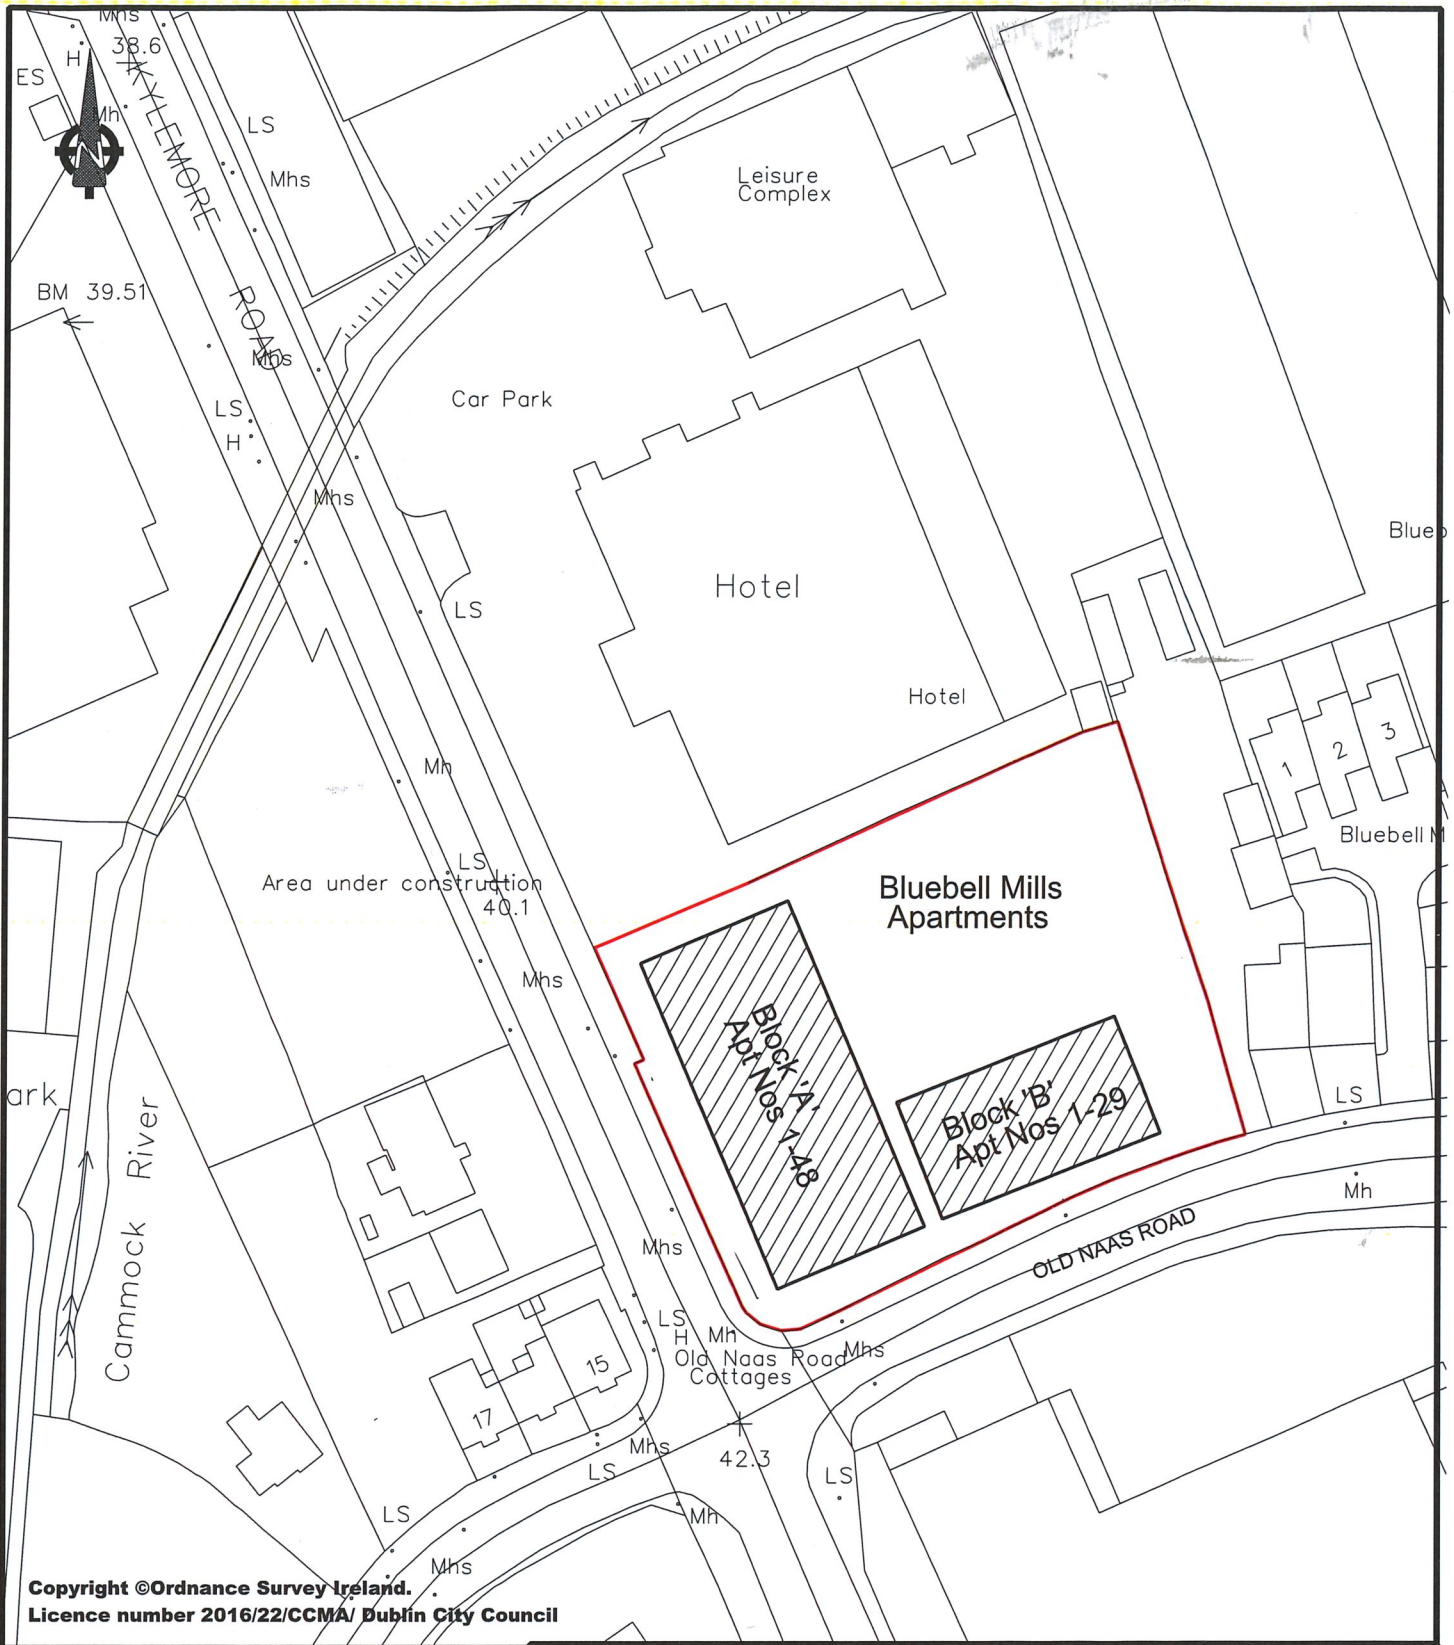 Mhs
38.6
H
ES
Mh
KYLEMORE ROAD
LS
Mhs
N
Leisure
Complex
BM 39.51
Mhs
Car Park
LS
H
Mhs
Blueb
Hotel
LS
Hotel
1
2
3
Mh
Bluebell M
LS
Area under construction
40.1
Bluebell Mills
Apartments
Mhs
Block 'A'
Apt Nos 1-48
Block 'B'
Apt Nos 1-29
ark
Cammock River
LS
Mh
OLD NAAS ROAD
Mhs
LS
H Mh
Old Naas Road
Cottages
Mhs
15
17
Mhs
42.3
LS
LS
LS
Mh
Mhs
Copyright ©Ordnance Survey Ireland.
Licence number 2016/22/CCMA/ Dublin City Council